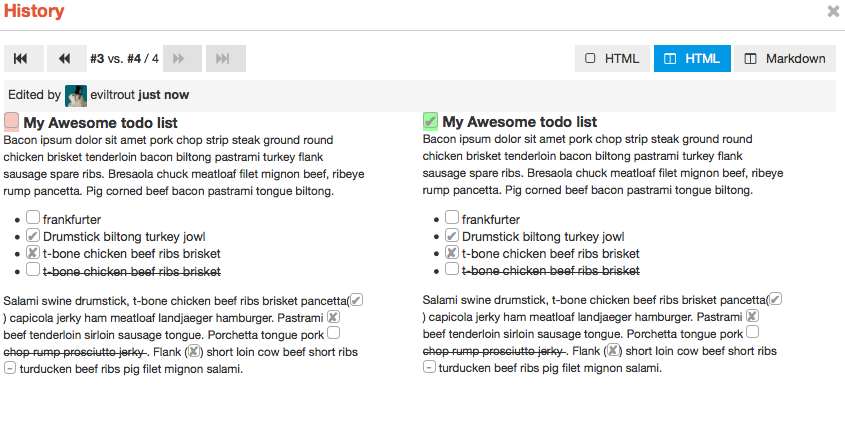 History
#3 vs. #4 / 4
HTML
HTML
Markdown
Edited by eviltrout just now
My Awesome todo list
Bacon ipsum dolor sit amet pork chop strip steak ground round
chicken brisket tenderloin bacon biltong pastrami turkey flank
sausage spare ribs. Bresaola chuck meatloaf filet mignon beef, ribeye
rump pancetta. Pig corned beef bacon pastrami tongue biltong.
frankfurter
Drumstick biltong turkey jowl
t-bone chicken beef ribs brisket
t-bone chicken beef ribs brisket
Salami swine drumstick, t-bone chicken beef ribs brisket pancetta(
) capicola jerky ham meatloaf landjaeger hamburger. Pastrami
beef tenderloin sirloin sausage tongue. Porchetta tongue pork
chop rump prosciutto jerky . Flank ( ) short loin cow beef short ribs
turducken beef ribs pig filet mignon salami.
My Awesome todo list
Bacon ipsum dolor sit amet pork chop strip steak ground round
chicken brisket tenderloin bacon biltong pastrami turkey flank
sausage spare ribs. Bresaola chuck meatloaf filet mignon beef, ribeye
rump pancetta. Pig corned beef bacon pastrami tongue biltong.
frankfurter
Drumstick biltong turkey jowl
t-bone chicken beef ribs brisket
t-bone chicken beef ribs brisket
Salami swine drumstick, t-bone chicken beef ribs brisket pancetta(
) capicola jerky ham meatloaf landjaeger hamburger. Pastrami
beef tenderloin sirloin sausage tongue. Porchetta tongue pork
chop rump prosciutto jerky . Flank ( ) short loin cow beef short ribs
turducken beef ribs pig filet mignon salami.